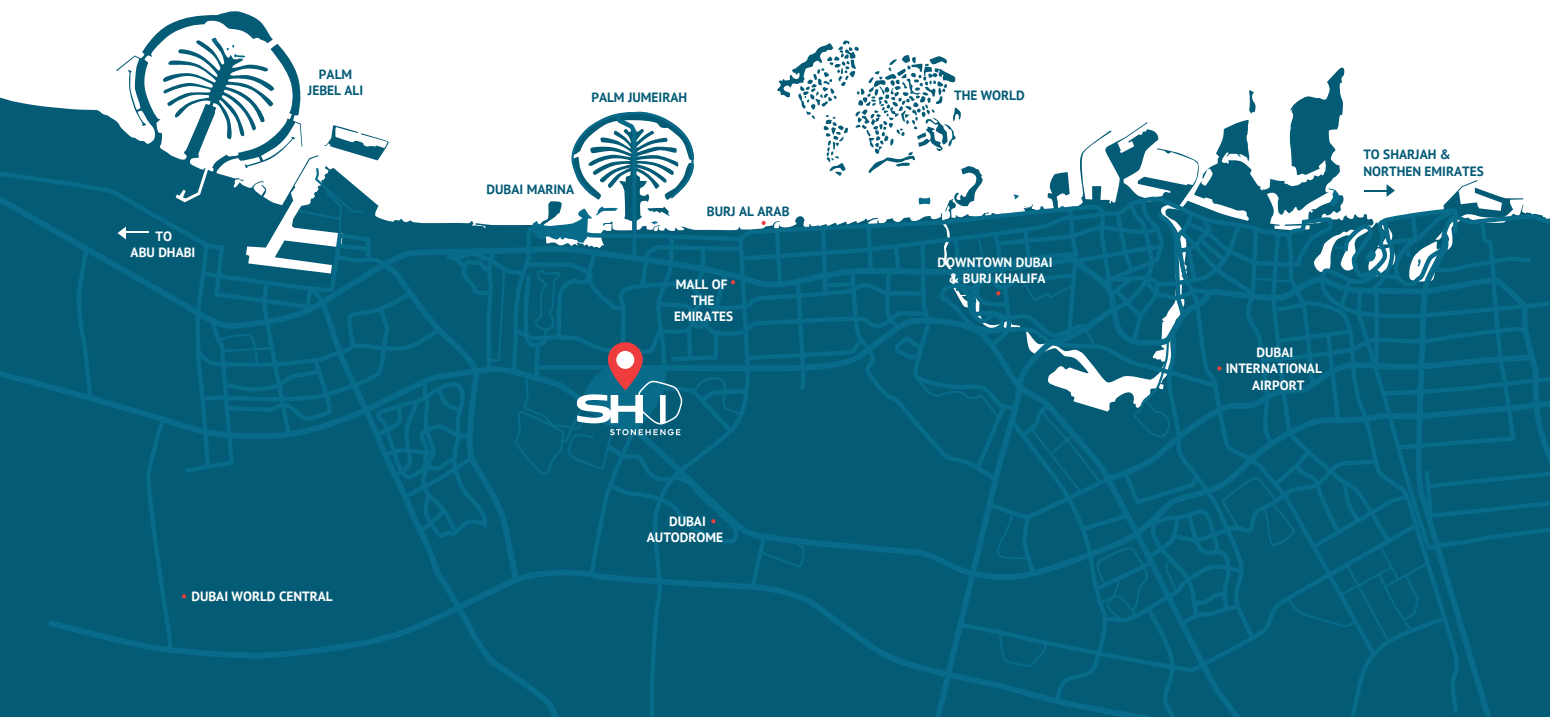 PALM
JEBEL ALI
PALM JUMEIRAH
THE WORLD
TO SHARJAH &
NORTHEN EMIRATES
DUBAI MARINA
BURJ AL ARAB
TO
ABU DHABI
DOWNTOWN DUBAI
& BURJ KHALIFA
MALL OF
THE
EMIRATES
DUBAI
INTERNATIONAL
AIRPORT
SHI
STONEHENGE
DUBAI
AUTODROME
DUBAI WORLD CENTRAL